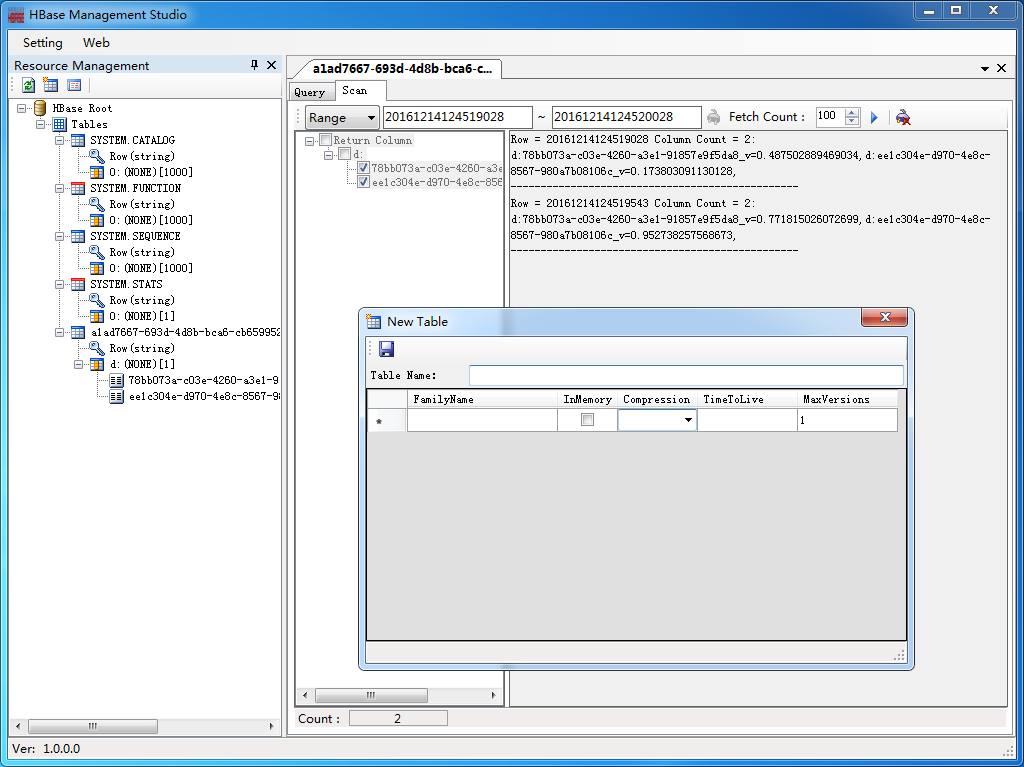 HBase Management Studio
Setting Web
Resource Management
HBase Root
Tables
SYSTEM.CATALOG
Row(string)
0:(NONE)[1000]
SYSTEM.FUNCTION
Row(string)
0:(NONE)[1000]
SYSTEM.SEQUENCE
Row(string)
0:(NONE)[1000]
SYSTEM.STATS
Row(string)
0:(NONE)[1]
a1ad7667-693d-4d8b-bca6-cb659952
Row(string)
d:(NONE)[1]
78bb073a-c03e-4260-a3e1-9
ee1c304e-d970-4e8c-8567-98
a1ad7667-693d-4d8b-bca6-c...
Query Scan
Range 20161214124519028 ~ 20161214124520028 Fetch Count : 100
Return Column
d:
78bb073a-c03e-4260-a3e
ee1c304e-d970-4e8c-856
Row = 20161214124519028 Column Count = 2:
d:78bb073a-c03e-4260-a3e1-91857e9f5da8_v=0.487502889469034, d:ee1c304e-d970-4e8c-
8567-980a7b08106c_v=0.173803091130128,
------------------------------------------------
Row = 20161214124519543 Column Count = 2:
d:78bb073a-c03e-4260-a3e1-91857e9f5da8_v=0.771815026072699, d:ee1c304e-d970-4e8c-
8567-980a7b08106c_v=0.952738257568673,
------------------------------------------------
New Table
Table Name:
FamilyName InMemory Compression TimeToLive MaxVersions
* 1
Count : 2
Ver: 1.0.0.0